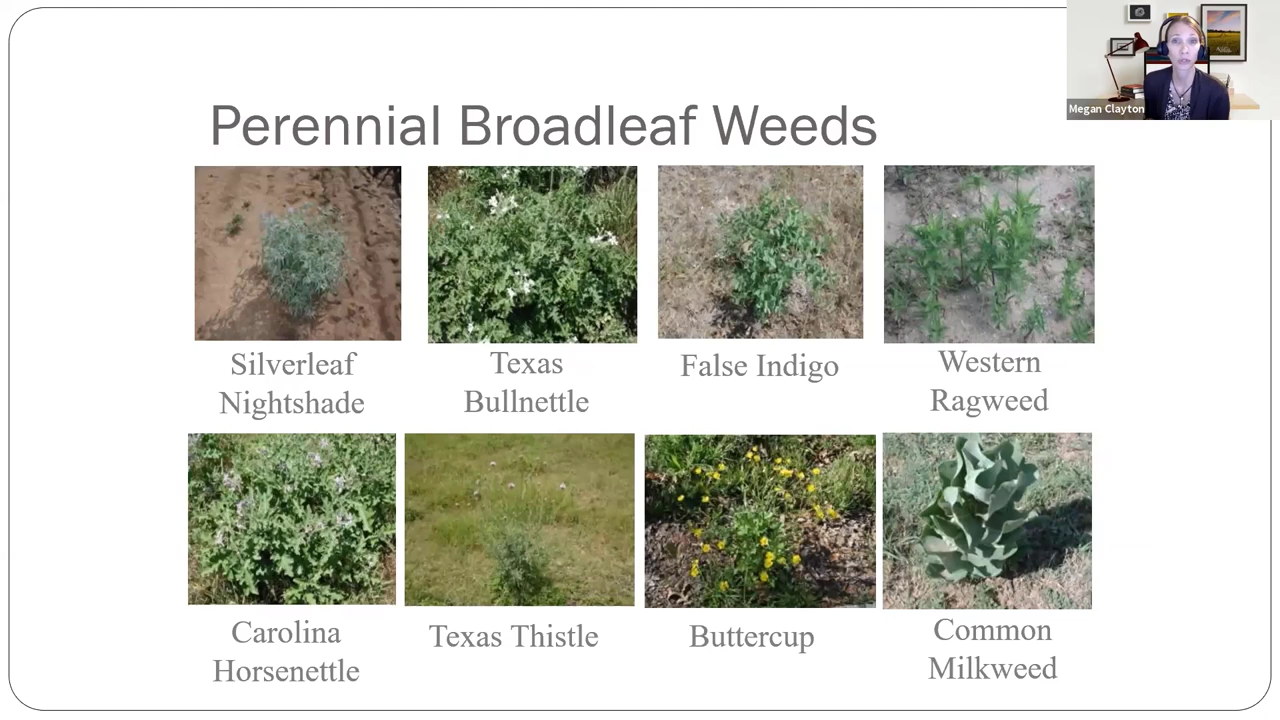 Megan Clayton
Perennial Broadleaf Weeds
Silverleaf
Nightshade
Texas
Bullnettle
False Indigo
Western
Ragweed
Carolina
Horsenettle
Texas Thistle
Buttercup
Common
Milkweed